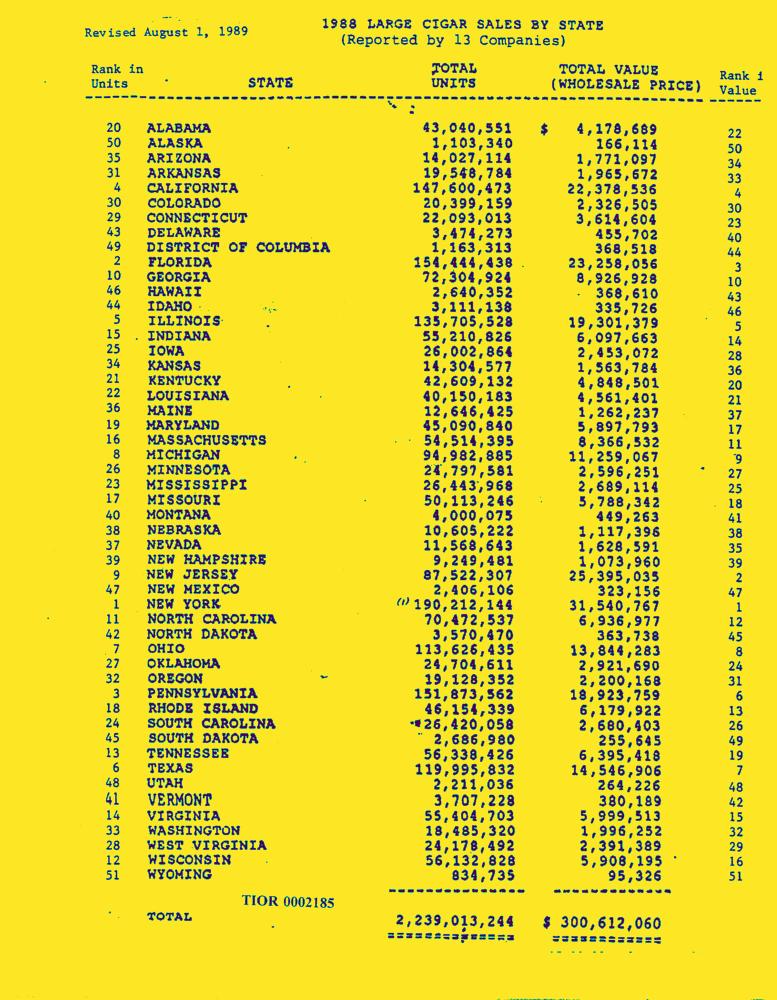 Revised August 1, 1989
1988 LARGE CIGAR SALES BY STATE
(Reported by 13 Companies)
Rank in TOTAL TOTAL VALUE Rank i
Units STATE UNITS (WHOLESALE PRICE) Value
20 ALABAMA 43,040,551 $ 4,178,689 22
50 ALASKA 1,103,340 166,114 50
35 ARIZONA 14,027,114 1,771,097 34
31 ARKANSAS 19,548,784 1,965,672 33
4 CALIFORNIA 147,600,473 22,378,536 4
30 COLORADO 20,399,159 2,326,505 30
29 CONNECTICUT 22,093,013 3,614,604 23
43 DELAWARE 3,474,273 455,702 40
49 DISTRICT OF COLUMBIA 1,163,313 368,518 44
2 FLORIDA 154,444,438 23,258,056 3
10 GEORGIA 72,304,924 8,926,928 10
46 HAWAII 2,640,352 368,610 43
44 IDAHO 3,111,138 335,726 46
5 ILLINOIS 135,705,528 19,301,379 5
15 INDIANA 55,210,826 6,097,663 14
25 IOWA 26,002,864 2,453,072 28
34 KANSAS 14,304,577 1,563,784 36
21 KENTUCKY 42,609,132 4,848,501 20
22 LOUISIANA 40,150,183 4,561,401 21
36 MAINE 12,646,425 1,262,237 37
19 MARYLAND 45,090,840 5,897,793 17
16 MASSACHUSETTS 54,514,395 8,366,532 11
8 MICHIGAN 94,982,885 11,259,067 9
26 MINNESOTA 24,797,581 2,596,251 27
23 MISSISSIPPI 26,443,968 2,689,114 25
17 MISSOURI 50,113,246 5,788,342 18
40 MONTANA 4,000,075 449,263 41
38 NEBRASKA 10,605,222 1,117,396 38
37 NEVADA 11,568,643 1,628,591 35
39 NEW HAMPSHIRE 9,249,481 1,073,960 39
9 NEW JERSEY 87,522,307 25,395,035 2
47 NEW MEXICO 2,406,106 323,156 47
1 NEW YORK (1) 190,212,144 31,540,767 1
11 NORTH CAROLINA 70,472,537 6,936,977 12
42 NORTH DAKOTA 3,570,470 363,738 45
7 OHIO 113,626,435 13,844,283 8
27 OKLAHOMA 24,704,611 2,921,690 24
32 OREGON 19,128,352 2,200,168 31
3 PENNSYLVANIA 151,873,562 18,923,759 6
18 RHODE ISLAND 46,154,339 6,179,922 13
24 SOUTH CAROLINA 26,420,058 2,680,403 26
45 SOUTH DAKOTA 2,686,980 255,645 49
13 TENNESSEE 56,338,426 6,395,418 19
6 TEXAS 119,995,832 14,546,906 7
48 UTAH 2,211,036 264,226 48
41 VERMONT 3,707,228 380,189 42
14 VIRGINIA 55,404,703 5,999,513 15
33 WASHINGTON 18,485,320 1,996,252 32
28 WEST VIRGINIA 24,178,492 2,391,389 29
12 WISCONSIN 56,132,828 5,908,195 16
51 WYOMING 834,735 95,326 51
TIOR 0002185
TOTAL 2,239,013,244 $ 300,612,060